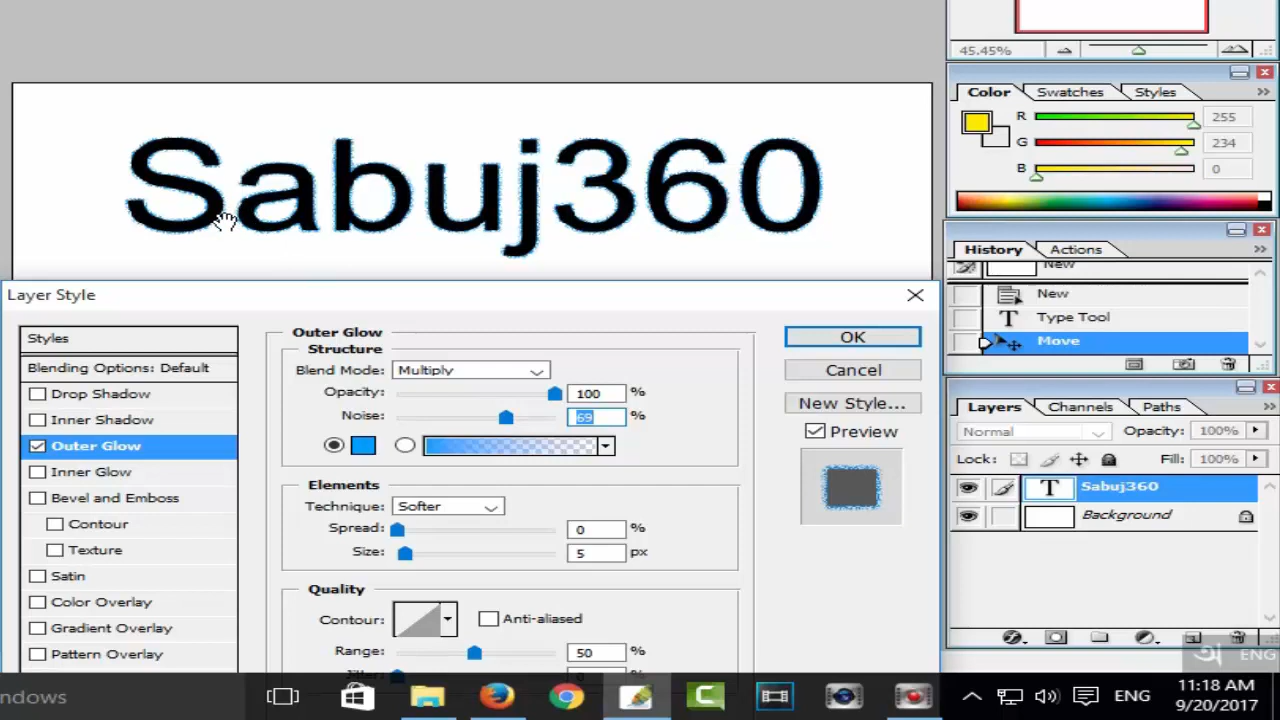 45.45%
Color Swatches Styles
R 255
G 234
B 0
Sabuj360
History Actions
New
New
Type Tool
Move
Layer Style
Styles
Blending Options: Default
Drop Shadow
Inner Shadow
Outer Glow
Inner Glow
Bevel and Emboss
Contour
Texture
Satin
Color Overlay
Gradient Overlay
Pattern Overlay
Outer Glow
Structure
Blend Mode: Multiply
Opacity: 100 %
Noise: 69 %
Elements
Technique: Softer
Spread: 0 %
Size: 5 px
Quality
Contour: Anti-aliased
Range: 50 %
OK
Cancel
New Style...
Preview
Layers Channels Paths
Normal Opacity: 100%
Lock: Fill: 100%
T Sabuj360
Background
অ ENG
ndows
ENG
11:18 AM
9/20/2017